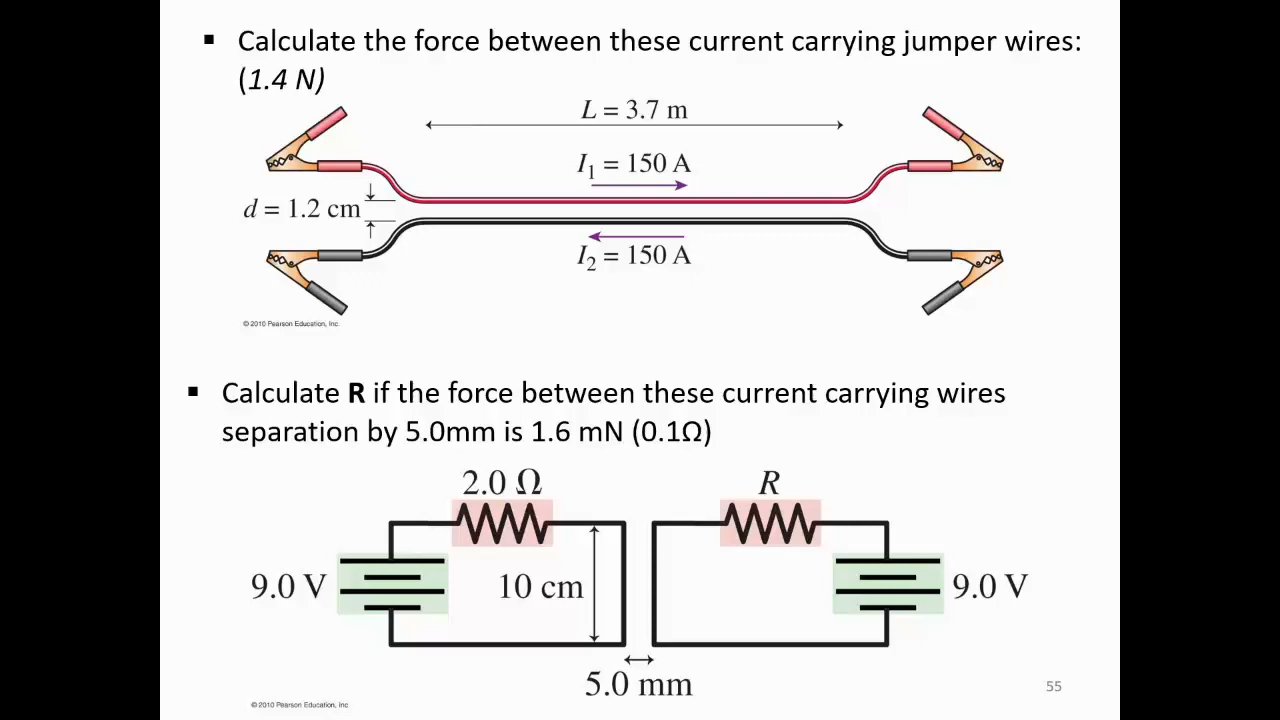 ▪ Calculate the force between these current carrying jumper wires:
(1.4 N)
L = 3.7 m
I₁ = 150 A
d = 1.2 cm
I₂ = 150 A
© 2010 Pearson Education, Inc.
▪ Calculate R if the force between these current carrying wires
separation by 5.0mm is 1.6 mN (0.1Ω)
2.0 Ω
R
9.0 V
10 cm
9.0 V
5.0 mm
55
© 2010 Pearson Education, Inc